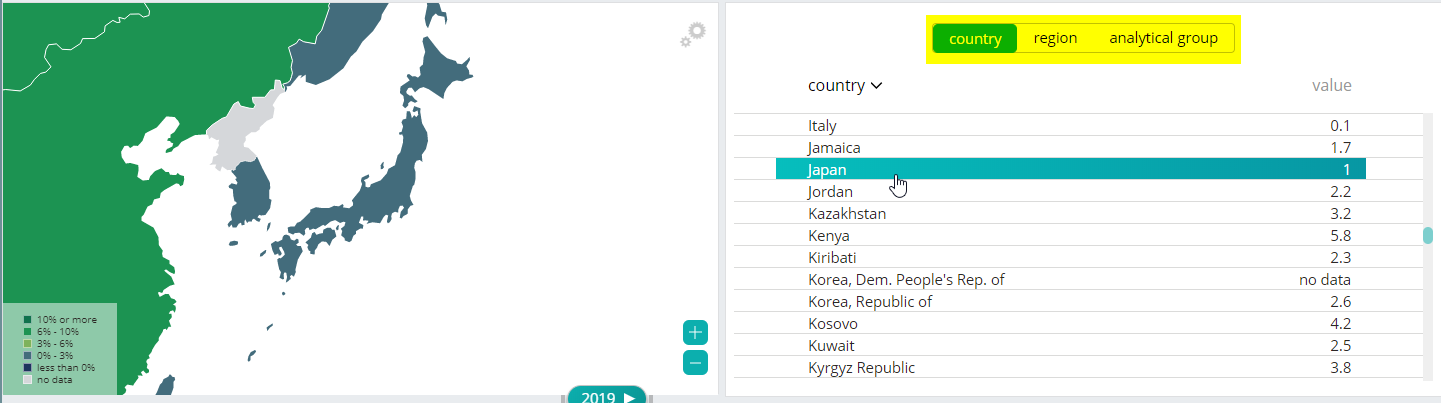 country region analytical group
country value
Italy 0.1
Jamaica 1.7
Japan 1
Jordan 2.2
Kazakhstan 3.2
Kenya 5.8
Kiribati 2.3
Korea, Dem. People's Rep. of no data
Korea, Republic of 2.6
Kosovo 4.2
Kuwait 2.5
Kyrgyz Republic 3.8
10% or more
6% - 10%
3% - 6%
0% - 3%
less than 0%
no data
2019